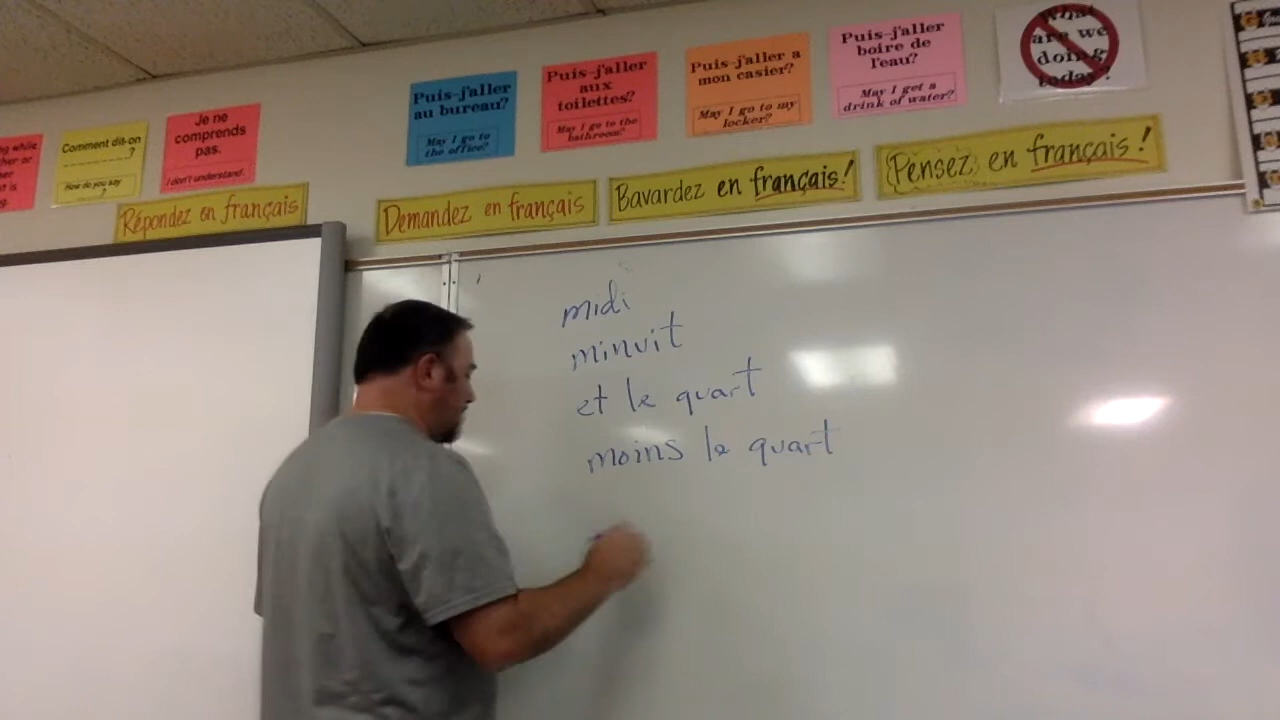 Comment dit-on
?
How do you say
?
Je ne
comprends
pas.
I don't understand.
Puis-j'aller
au bureau?
May I go to
the office?
Puis-j'aller
aux
toilettes?
May I go to the
bathroom?
Puis-j'aller a
mon casier?
May I go to my
locker?
Puis-j'aller
boire de
l'eau?
May I get a
drink of water?
What
are we
doing
today?
Répondez en français
Demandez en français
Bavardez en français!
Pensez en français!
midi
minuit
et le quart
moins le quart